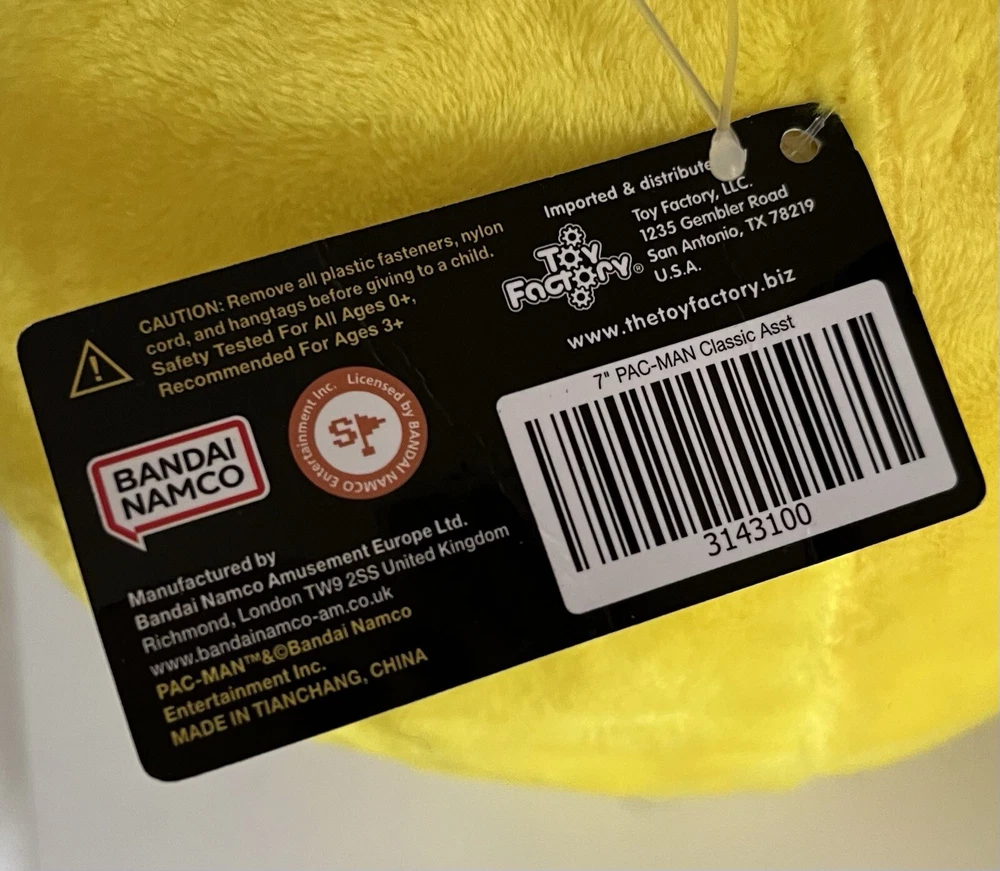 CAUTION: Remove all plastic fasteners, nylon
cord, and hangtags before giving to a child.
Safety Tested For All Ages 0+,
Recommended For Ages 3+
BANDAI
NAMCO
Licensed by BANDAI NAMCO Entertainment Inc.
Manufactured by
Bandai Namco Amusement Europe Ltd.
Richmond, London TW9 2SS United Kingdom
www.bandainamco-am.co.uk
PAC-MAN™&©Bandai Namco
Entertainment Inc.
MADE IN TIANCHANG, CHINA
Imported & distribute
Toy
Factory®
Toy Factory, LLC.
1235 Gembler Road
San Antonio, TX 78219
U.S.A.
www.thetoyfactory.biz
7" PAC-MAN Classic Asst
3143100